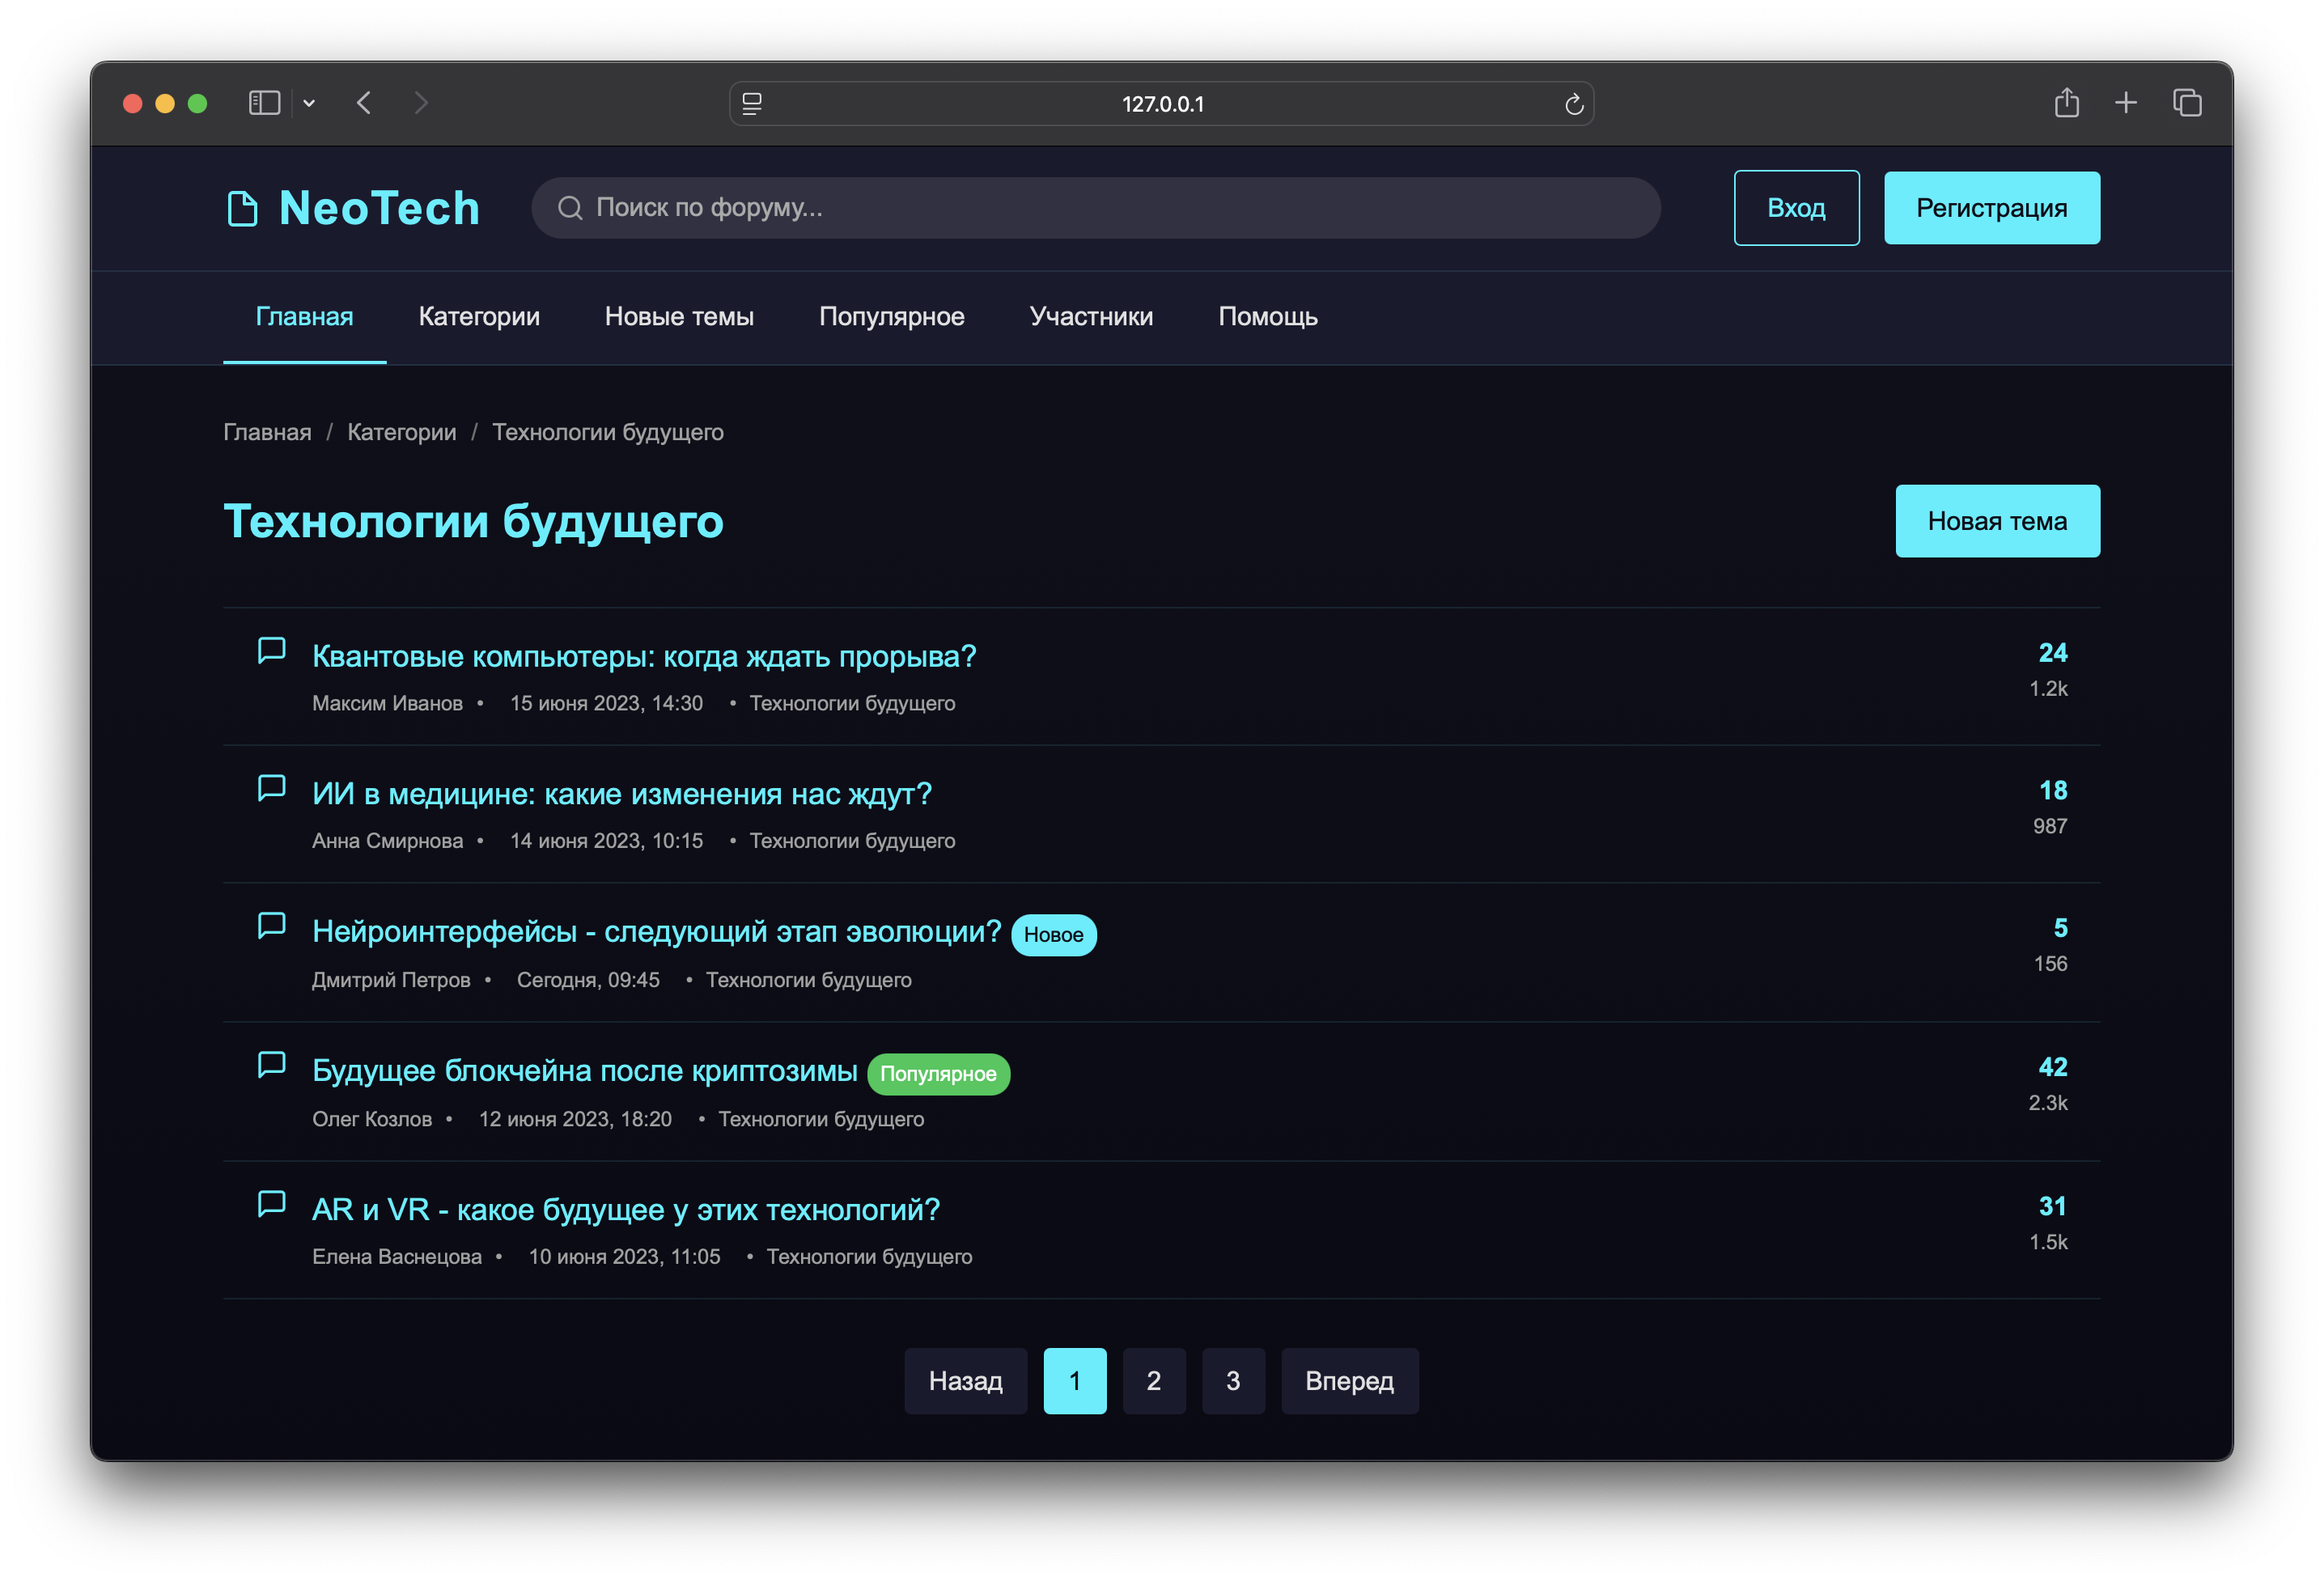 127.0.0.1
NeoTech
Поиск по форуму...
Вход
Регистрация
Главная Категории Новые темы Популярное Участники Помощь
Главная / Категории / Технологии будущего
Технологии будущего
Новая тема
Квантовые компьютеры: когда ждать прорыва?
24
Максим Иванов • 15 июня 2023, 14:30 • Технологии будущего
1.2k
ИИ в медицине: какие изменения нас ждут?
18
Анна Смирнова • 14 июня 2023, 10:15 • Технологии будущего
987
Нейроинтерфейсы - следующий этап эволюции? Новое
5
Дмитрий Петров • Сегодня, 09:45 • Технологии будущего
156
Будущее блокчейна после криптозимы Популярное
42
Олег Козлов • 12 июня 2023, 18:20 • Технологии будущего
2.3k
AR и VR - какое будущее у этих технологий?
31
Елена Васнецова • 10 июня 2023, 11:05 • Технологии будущего
1.5k
Назад 1 2 3 Вперед